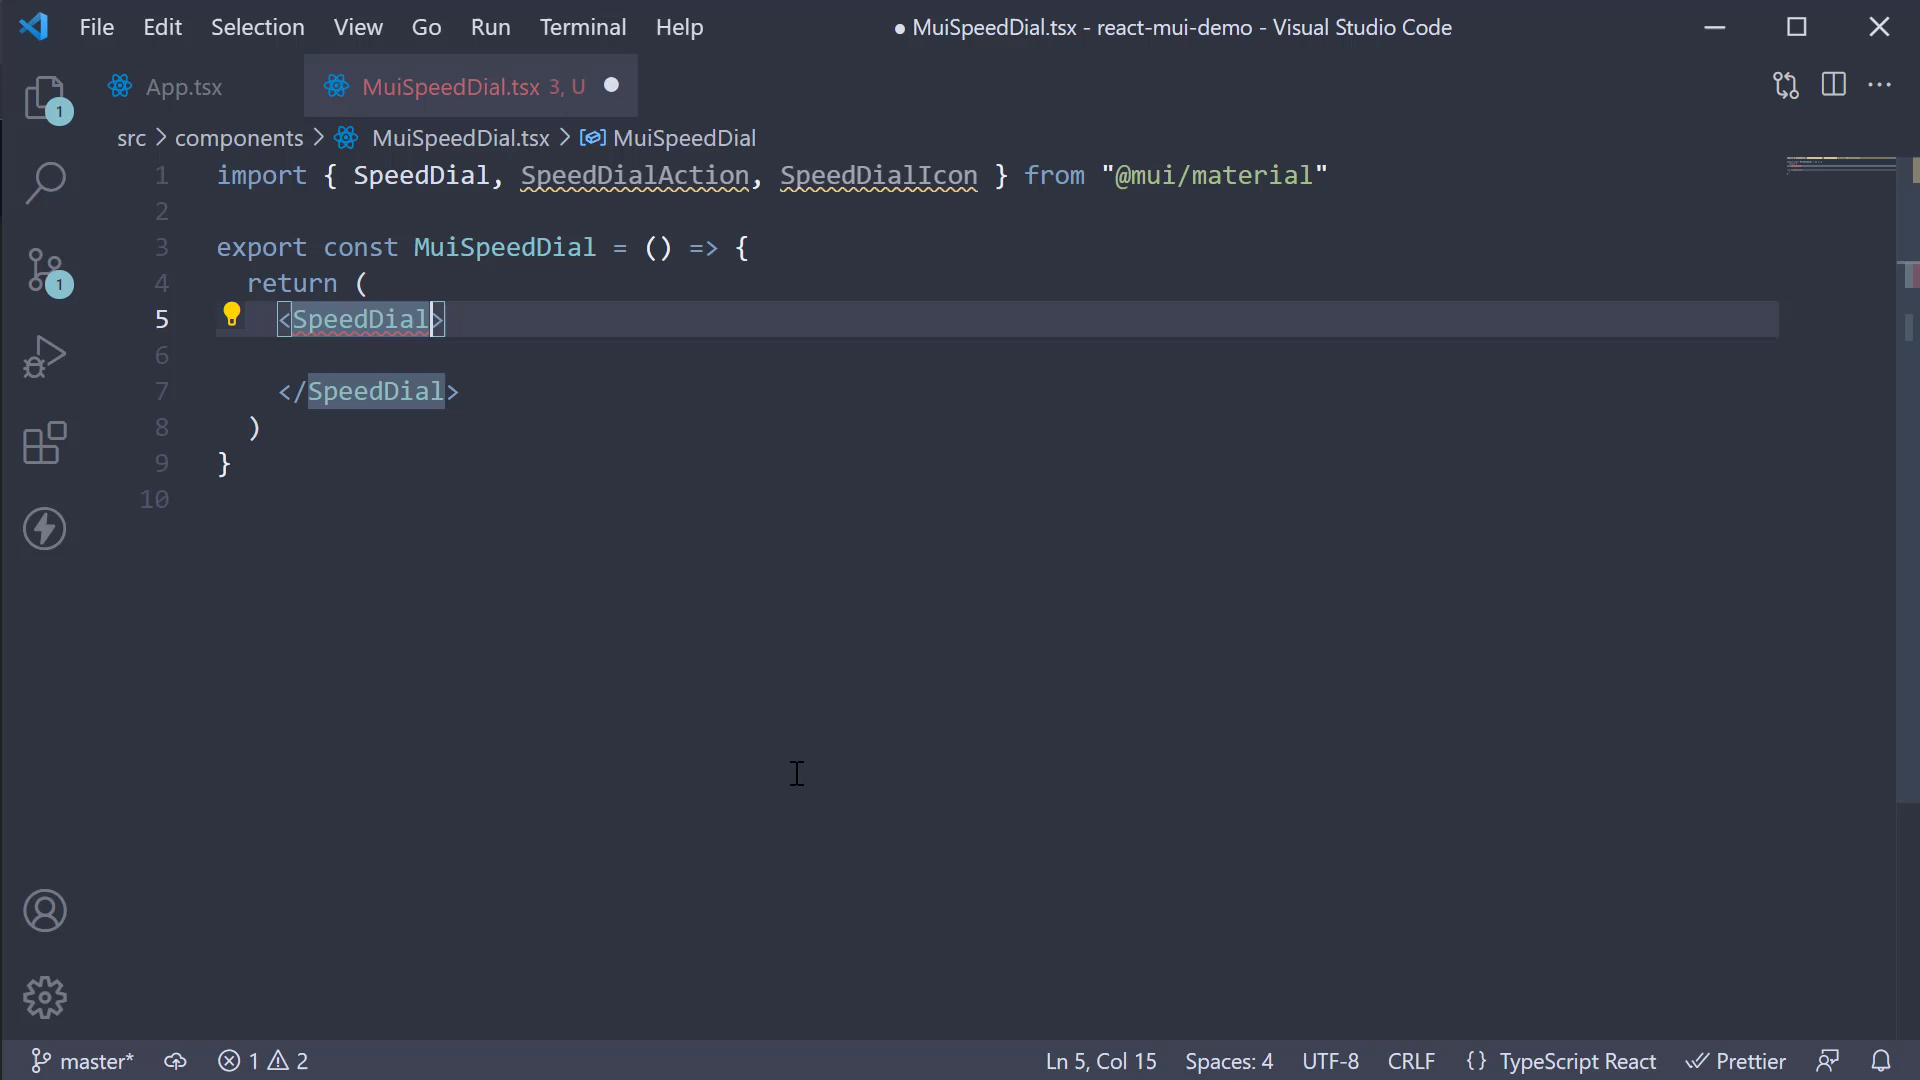 File Edit Selection View Go Run Terminal Help ● MuiSpeedDial.tsx - react-mui-demo - Visual Studio Code
App.tsx MuiSpeedDial.tsx 3, U
src > components > MuiSpeedDial.tsx > MuiSpeedDial
1 import { SpeedDial, SpeedDialAction, SpeedDialIcon } from "@mui/material"
2
3 export const MuiSpeedDial = () => {
4 return (
5 <SpeedDial>
6
7 </SpeedDial>
8 )
9 }
10
1
1
master* 1 2 Ln 5, Col 15 Spaces: 4 UTF-8 CRLF {} TypeScript React Prettier